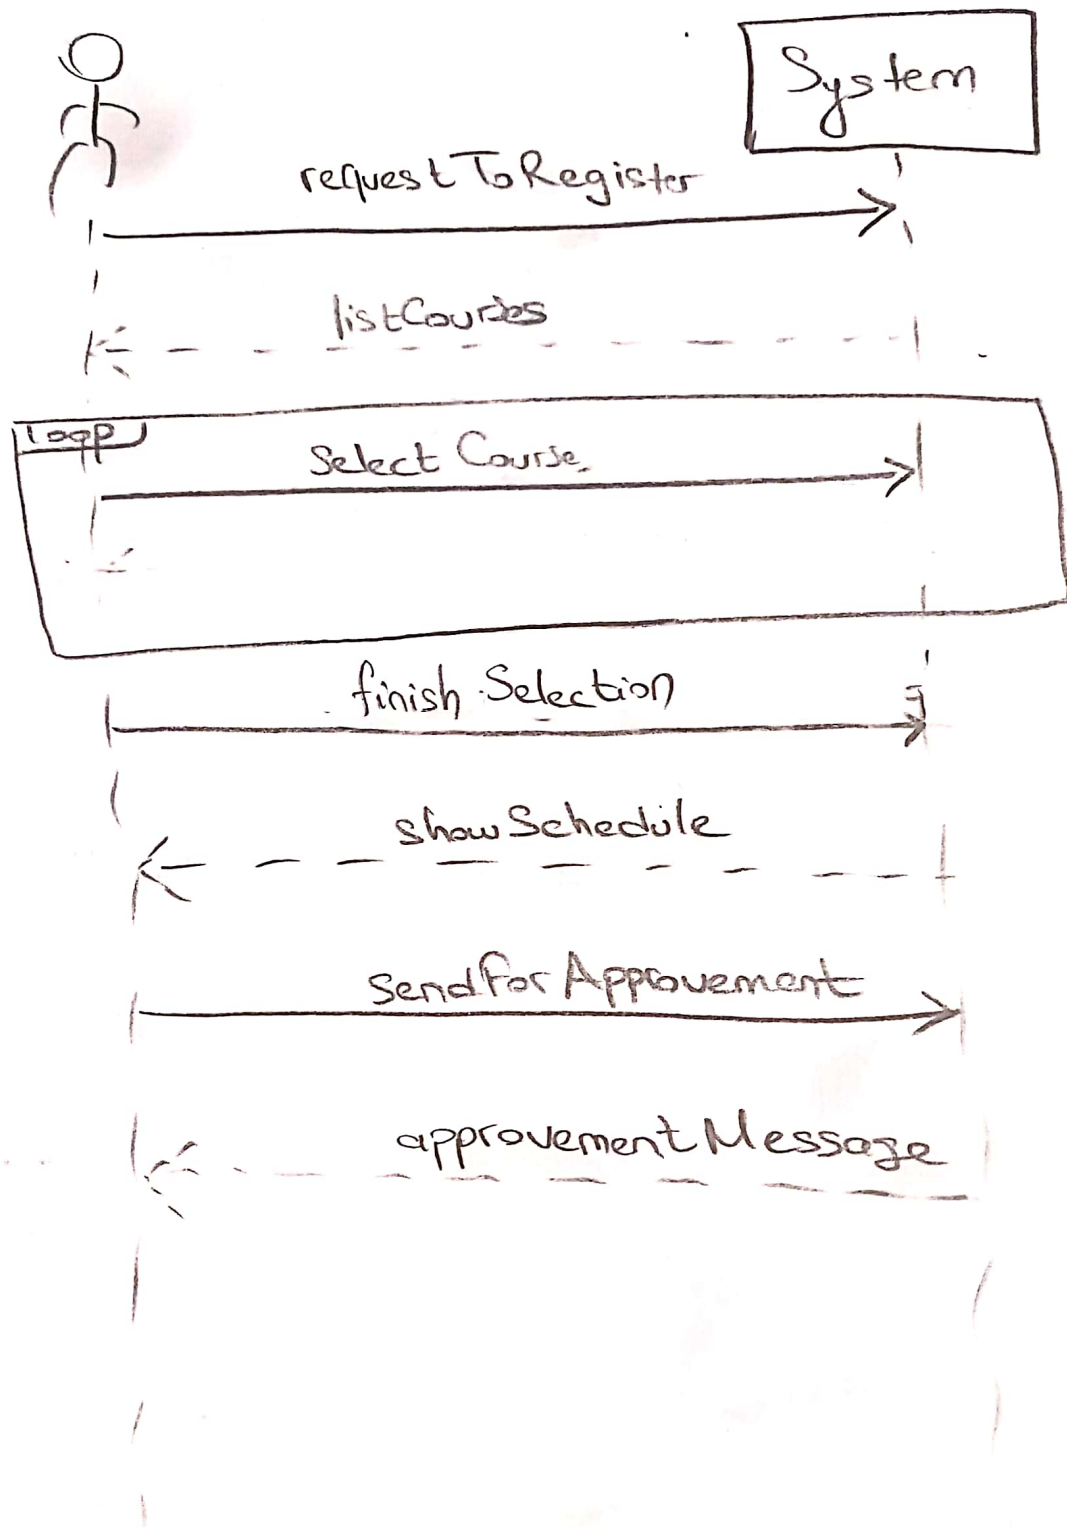 System
requestToRegister
listCourses
loop
Select Course
finish Selection
showSchedule
SendforApprovement
approvementMessage